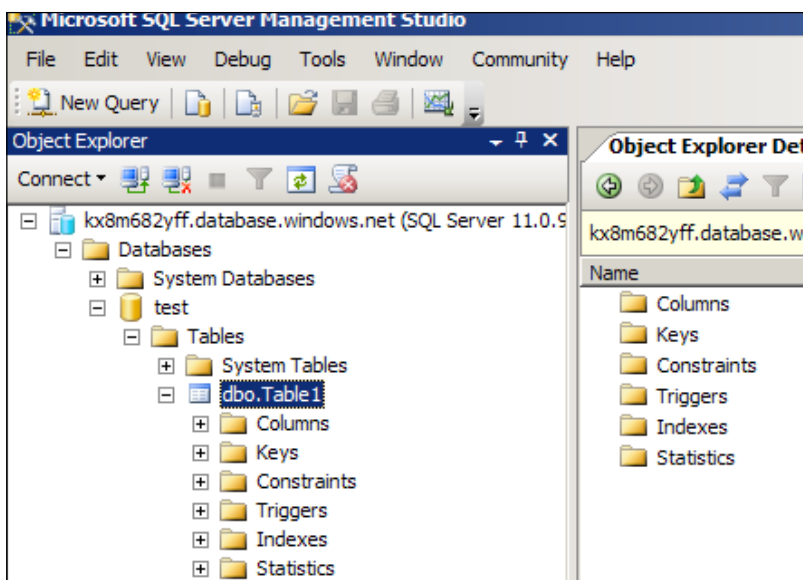 Microsoft SQL Server Management Studio
File Edit View Debug Tools Window Community Help
New Query
Object Explorer
Connect
kx8m682yff.database.windows.net (SQL Server 11.0.9
Databases
System Databases
test
Tables
System Tables
dbo.Table1
Columns
Keys
Constraints
Triggers
Indexes
Statistics
Object Explorer Det
kx8m682yff.database.w
Name
Columns
Keys
Constraints
Triggers
Indexes
Statistics